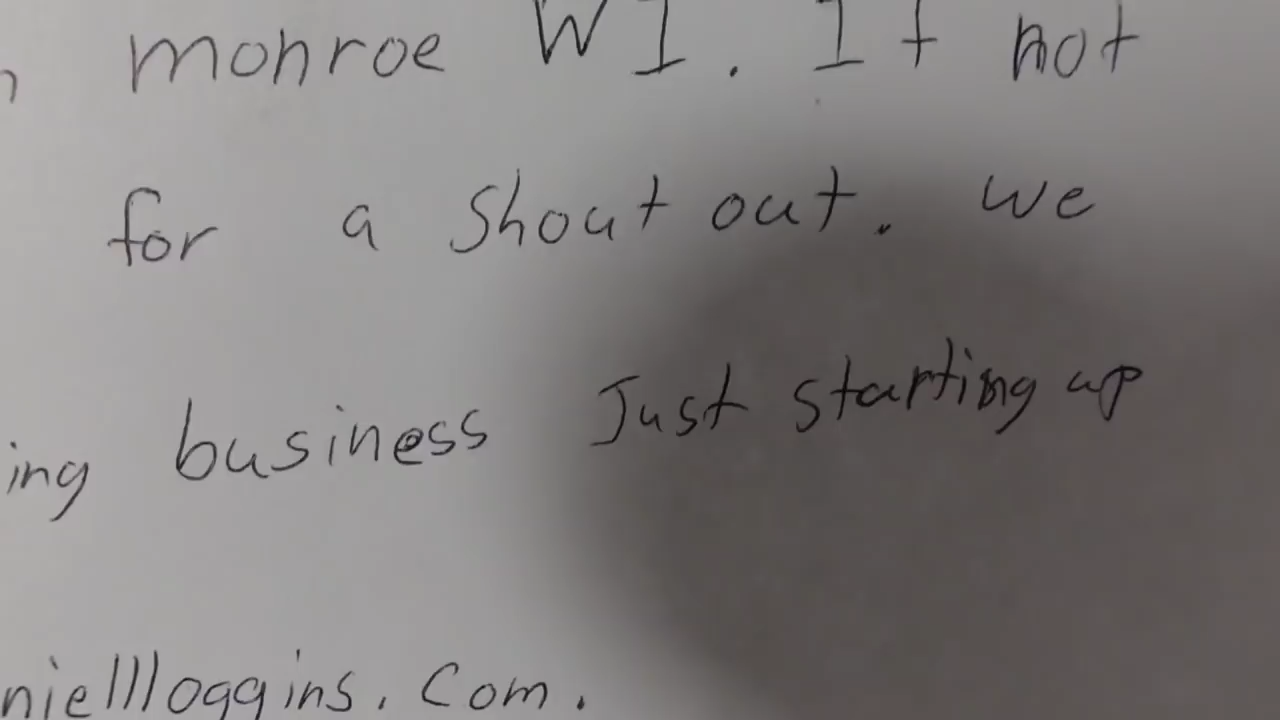 monroe WI. If not
for a Shout out. we
ing business Just starting up
niellloggins. Com.